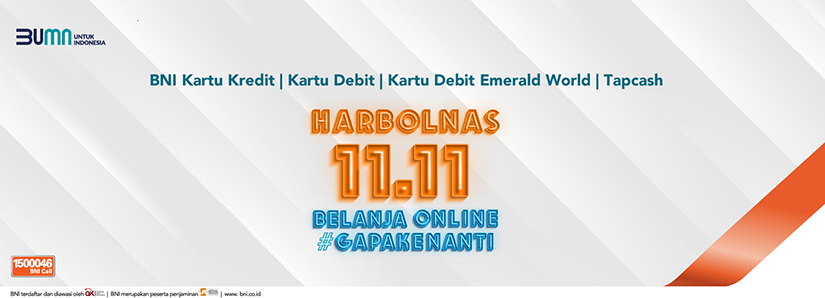 BUMN UNTUK
INDONESIA
BNI Kartu Kredit | Kartu Debit | Kartu Debit Emerald World | Tapcash
HARBOLNAS
11.11
BELANJA ONLINE
#GAPAKENANTI
1500046
BNI Call
BNI terdaftar dan diawasi oleh OJK | BNI merupakan peserta penjaminan | www. bni.co.id